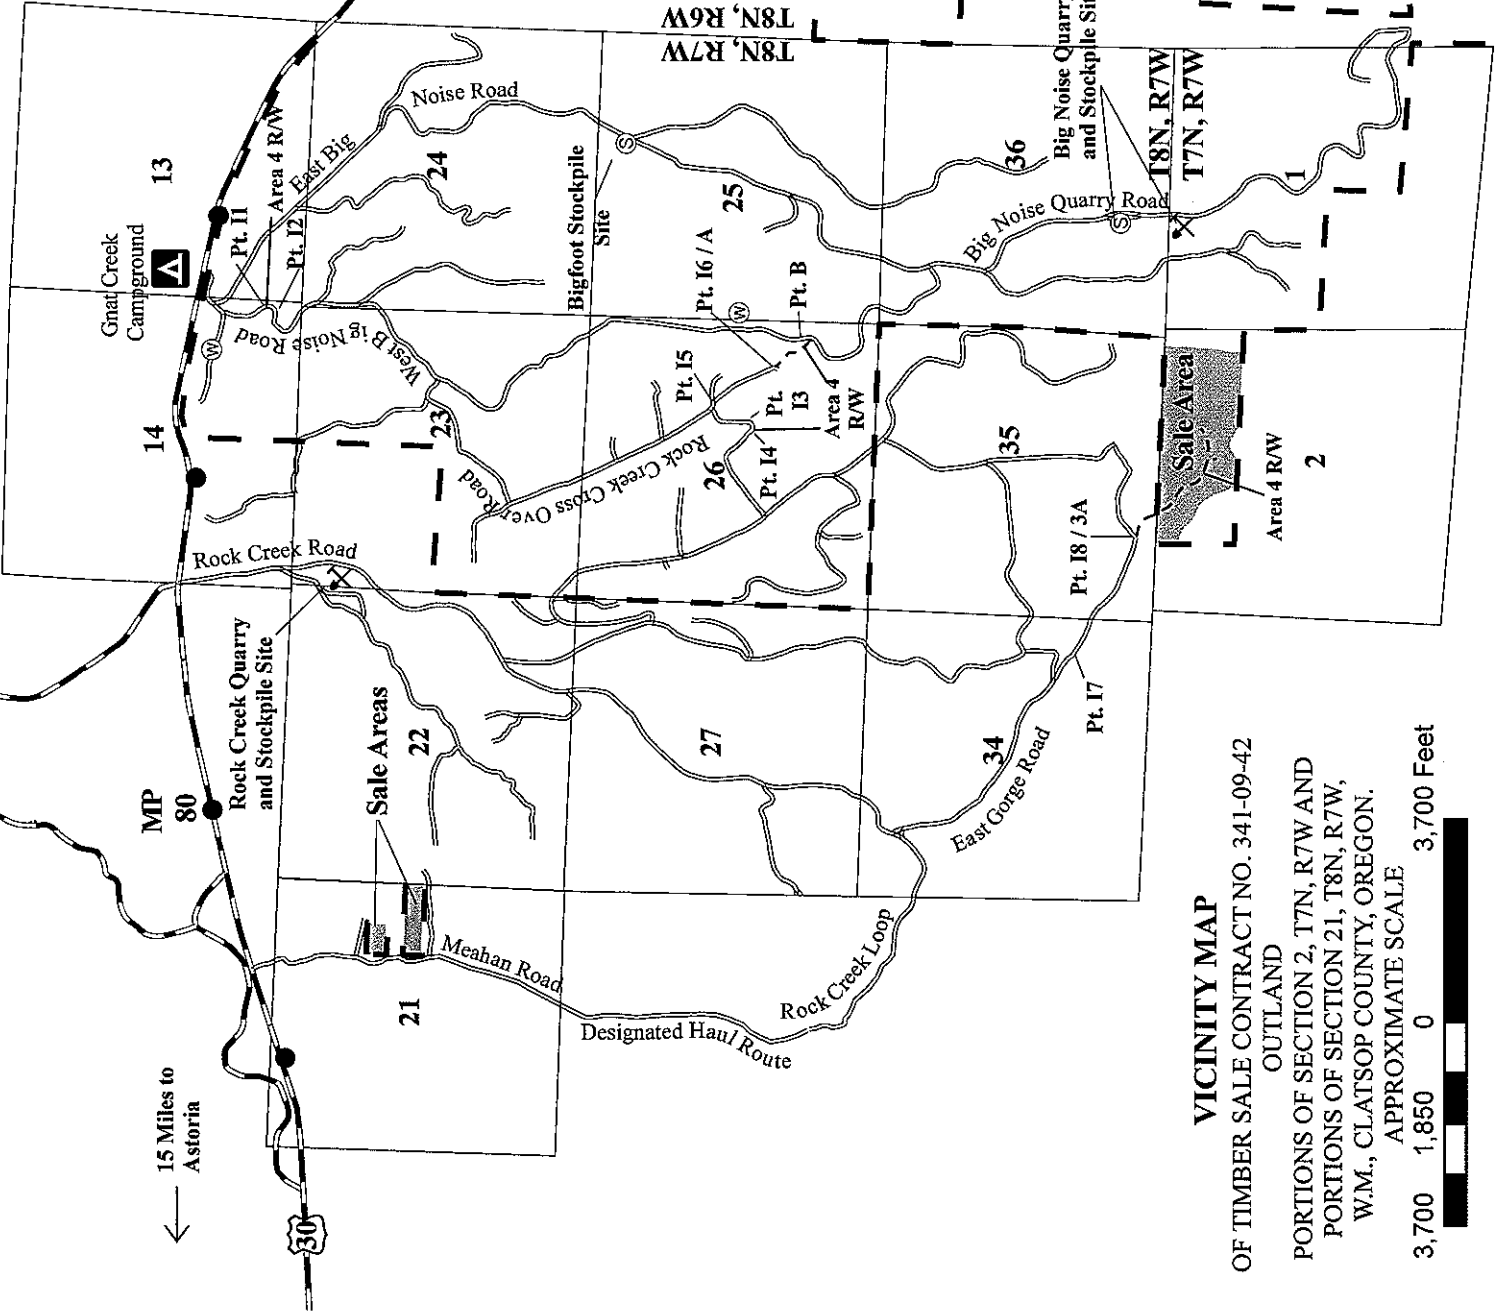 T8N, R6W
T8N, R7W
13
14
Gnat Creek
Campground
Pt. I1
Area 4 R/W
Pt. I2
East Big
Noise Road
24
West Big Noise Road
W
23
Road
Bigfoot Stockpile
Site
S
25
36
Big Noise Quarry
and Stockpile Sit
T8N, R7W
T7N, R7W
Big Noise Quarry Road
S
1
Pt. I6 / A
W
Pt. B
Pt. I5
Pt.
I3
Area 4
R/W
Pt. I4
26
Rock Creek Cross Over
35
Sale Area
Area 4 R/W
2
Pt. I8 / 3A
Rock Creek Road
Rock Creek Quarry
and Stockpile Site
MP
80
22
Sale Areas
27
34
Pt. I7
East Gorge Road
Meahan Road
21
Designated Haul Route
Rock Creek Loop
15 Miles to
Astoria
30
VICINITY MAP
OF TIMBER SALE CONTRACT NO. 341-09-42
OUTLAND
PORTIONS OF SECTION 2, T7N, R7W AND
PORTIONS OF SECTION 21, T8N, R7W,
W.M., CLATSOP COUNTY, OREGON.
APPROXIMATE SCALE
3,700 1,850 0 3,700 Feet